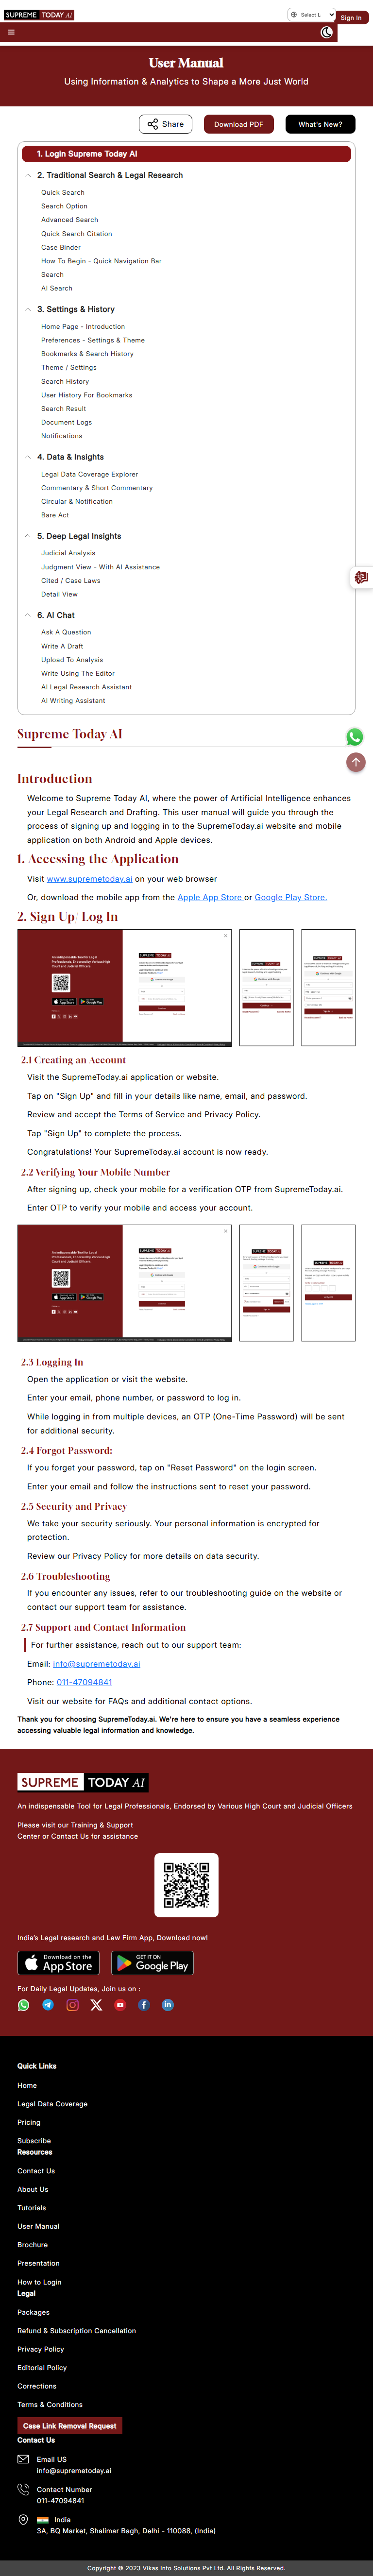 SUPREME TODAY AI
Select L
Sign In
User Manual
Using Information & Analytics to Shape a More Just World
Share
Download PDF
What's New?
1. Login Supreme Today AI
2. Traditional Search & Legal Research
Quick Search
Search Option
Advanced Search
Quick Search Citation
Case Binder
How To Begin - Quick Navigation Bar
Search
AI Search
3. Settings & History
Home Page - Introduction
Preferences - Settings & Theme
Bookmarks & Search History
Theme / Settings
Search History
User History For Bookmarks
Search Result
Document Logs
Notifications
4. Data & Insights
Legal Data Coverage Explorer
Commentary & Short Commentary
Circular & Notification
Bare Act
5. Deep Legal Insights
Judicial Analysis
Judgment View - With AI Assistance
Cited / Case Laws
Detail View
6. AI Chat
Ask A Question
Write A Draft
Upload To Analysis
Write Using The Editor
AI Legal Research Assistant
AI Writing Assistant
Supreme Today AI
Introduction
Welcome to Supreme Today AI, where the power of Artificial Intelligence enhances
your Legal Research and Drafting. This user manual will guide you through the
process of signing up and logging in to the SupremeToday.ai website and mobile
application on both Android and Apple devices.
1. Accessing the Application
Visit www.supremetoday.ai on your web browser
Or, download the mobile app from the Apple App Store or Google Play Store.
2. Sign Up/ Log In
2.1 Creating an Account
Visit the SupremeToday.ai application or website.
Tap on "Sign Up" and fill in your details like name, email, and password.
Review and accept the Terms of Service and Privacy Policy.
Tap "Sign Up" to complete the process.
Congratulations! Your SupremeToday.ai account is now ready.
2.2 Verifying Your Mobile Number
After signing up, check your mobile for a verification OTP from SupremeToday.ai.
Enter OTP to verify your mobile and access your account.
2.3 Logging In
Open the application or visit the website.
Enter your email, phone number, or password to log in.
While logging in from multiple devices, an OTP (One-Time Password) will be sent
for additional security.
2.4 Forgot Password:
If you forget your password, tap on "Reset Password" on the login screen.
Enter your email and follow the instructions sent to reset your password.
2.5 Security and Privacy
We take your security seriously. Your personal information is encrypted for
protection.
Review our Privacy Policy for more details on data security.
2.6 Troubleshooting
If you encounter any issues, refer to our troubleshooting guide on the website or
contact our support team for assistance.
2.7 Support and Contact Information
For further assistance, reach out to our support team:
Email: info@supremetoday.ai
Phone: 011-47094841
Visit our website for FAQs and additional contact options.
Thank you for choosing SupremeToday.ai. We're here to ensure you have a seamless experience
accessing valuable legal information and knowledge.
SUPREME TODAY AI
An indispensable Tool for Legal Professionals, Endorsed by Various High Court and Judicial Officers
Please visit our Training & Support
Center or Contact Us for assistance
India's Legal research and Law Firm App, Download now!
Download on the App Store
GET IT ON Google Play
For Daily Legal Updates, Join us on :
Quick Links
Home
Legal Data Coverage
Pricing
Subscribe
Resources
Contact Us
About Us
Tutorials
User Manual
Brochure
Presentation
How to Login
Legal
Packages
Refund & Subscription Cancellation
Privacy Policy
Editorial Policy
Corrections
Terms & Conditions
Case Link Removal Request
Contact Us
Email US
info@supremetoday.ai
Contact Number
011-47094841
India
3A, BQ Market, Shalimar Bagh, Delhi - 110088, (India)
Copyright © 2023 Vikas Info Solutions Pvt Ltd. All Rights Reserved.